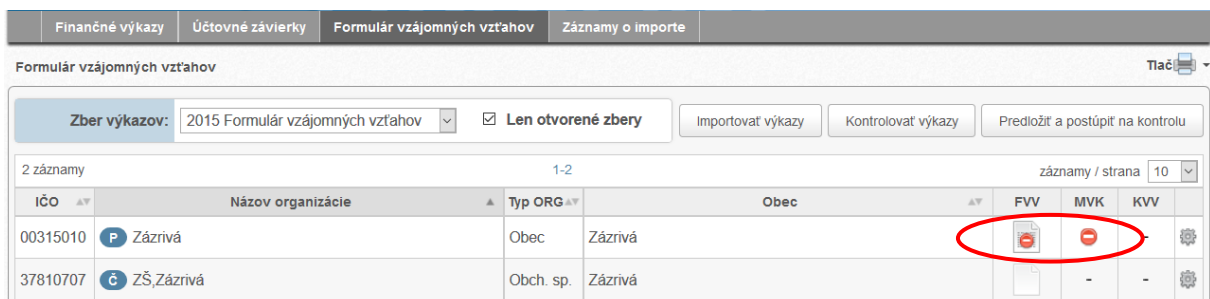 Finančné výkazy Účtovné závierky Formulár vzájomných vzťahov Záznamy o importe
Formulár vzájomných vzťahov Tlač
Zber výkazov: 2015 Formulár vzájomných vzťahov Len otvorené zbery Importovať výkazy Kontrolovať výkazy Predložiť a postúpiť na kontrolu
2 záznamy 1-2 záznamy / strana 10
IČO Názov organizácie Typ ORG Obec FVV MVK KVV
00315010 P Zázrivá Obec Zázrivá -
37810707 Č ZŠ,Zázrivá Obch. sp. Zázrivá - -